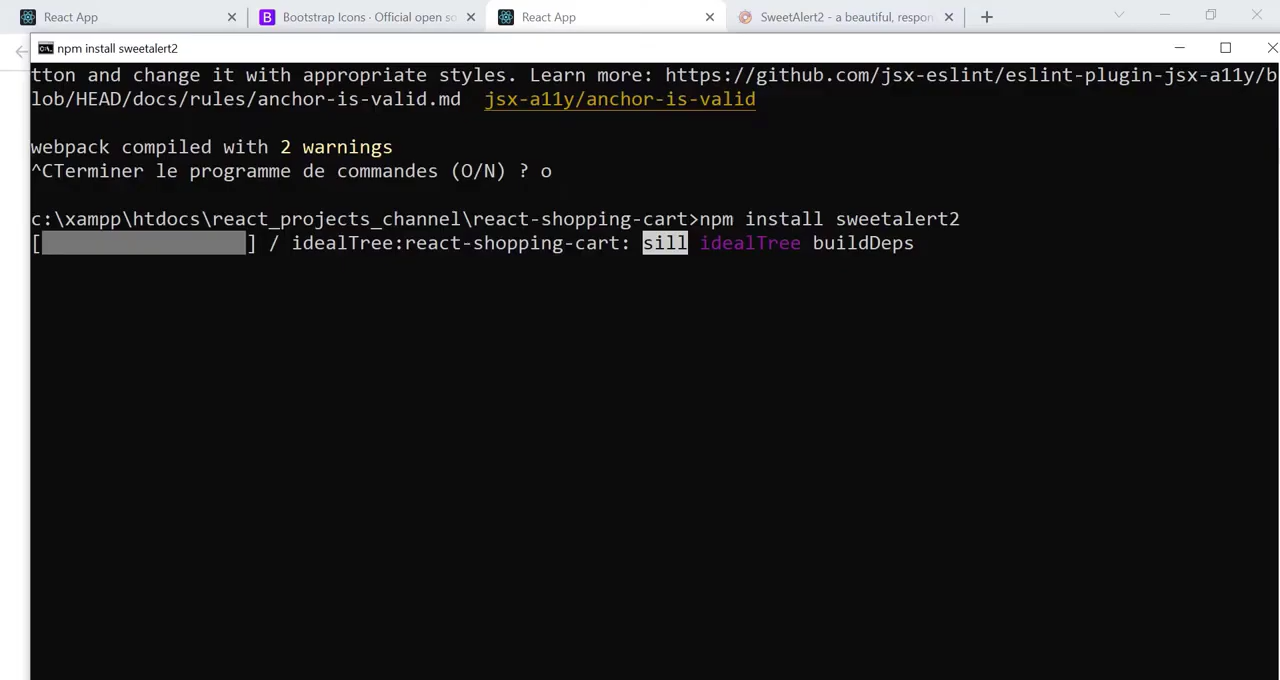 React App
Bootstrap Icons · Official open so
React App
SweetAlert2 - a beautiful, respon
npm install sweetalert2
tton and change it with appropriate styles. Learn more: https://github.com/jsx-eslint/eslint-plugin-jsx-a11y/b
lob/HEAD/docs/rules/anchor-is-valid.md  jsx-a11y/anchor-is-valid
webpack compiled with 2 warnings
^CTerminer le programme de commandes (O/N) ? o
c:\xampp\htdocs\react_projects_channel\react-shopping-cart>npm install sweetalert2
[                  ] / idealTree:react-shopping-cart: sill idealTree buildDeps